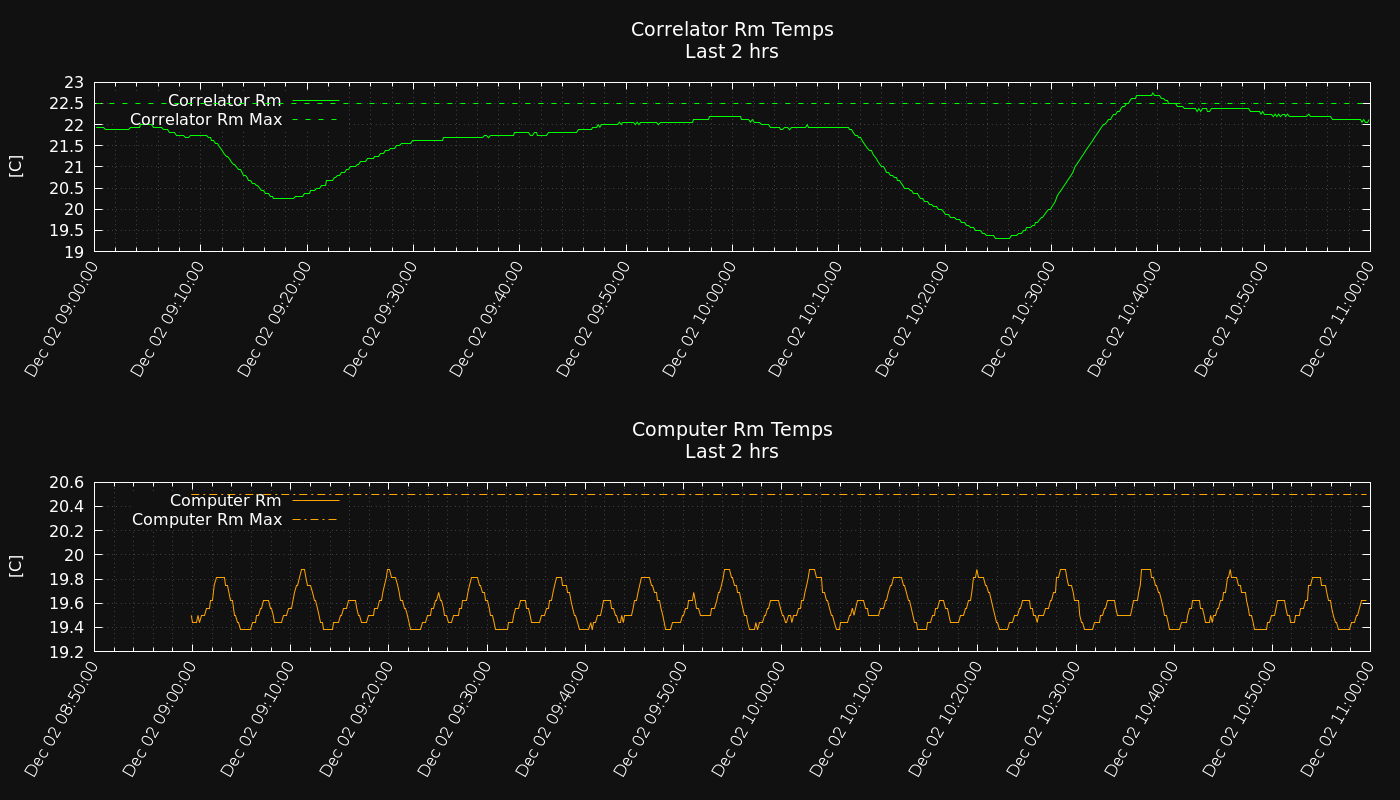 Correlator Rm Temps
Last 2 hrs
23
22.5
22
21.5
21
20.5
20
19.5
19
[C]
Correlator Rm
Correlator Rm Max
Dec 02 09:00:00
Dec 02 09:10:00
Dec 02 09:20:00
Dec 02 09:30:00
Dec 02 09:40:00
Dec 02 09:50:00
Dec 02 10:00:00
Dec 02 10:10:00
Dec 02 10:20:00
Dec 02 10:30:00
Dec 02 10:40:00
Dec 02 10:50:00
Dec 02 11:00:00
Computer Rm Temps
Last 2 hrs
20.6
20.4
20.2
20
19.8
19.6
19.4
19.2
[C]
Computer Rm
Computer Rm Max
Dec 02 08:50:00
Dec 02 09:00:00
Dec 02 09:10:00
Dec 02 09:20:00
Dec 02 09:30:00
Dec 02 09:40:00
Dec 02 09:50:00
Dec 02 10:00:00
Dec 02 10:10:00
Dec 02 10:20:00
Dec 02 10:30:00
Dec 02 10:40:00
Dec 02 10:50:00
Dec 02 11:00:00